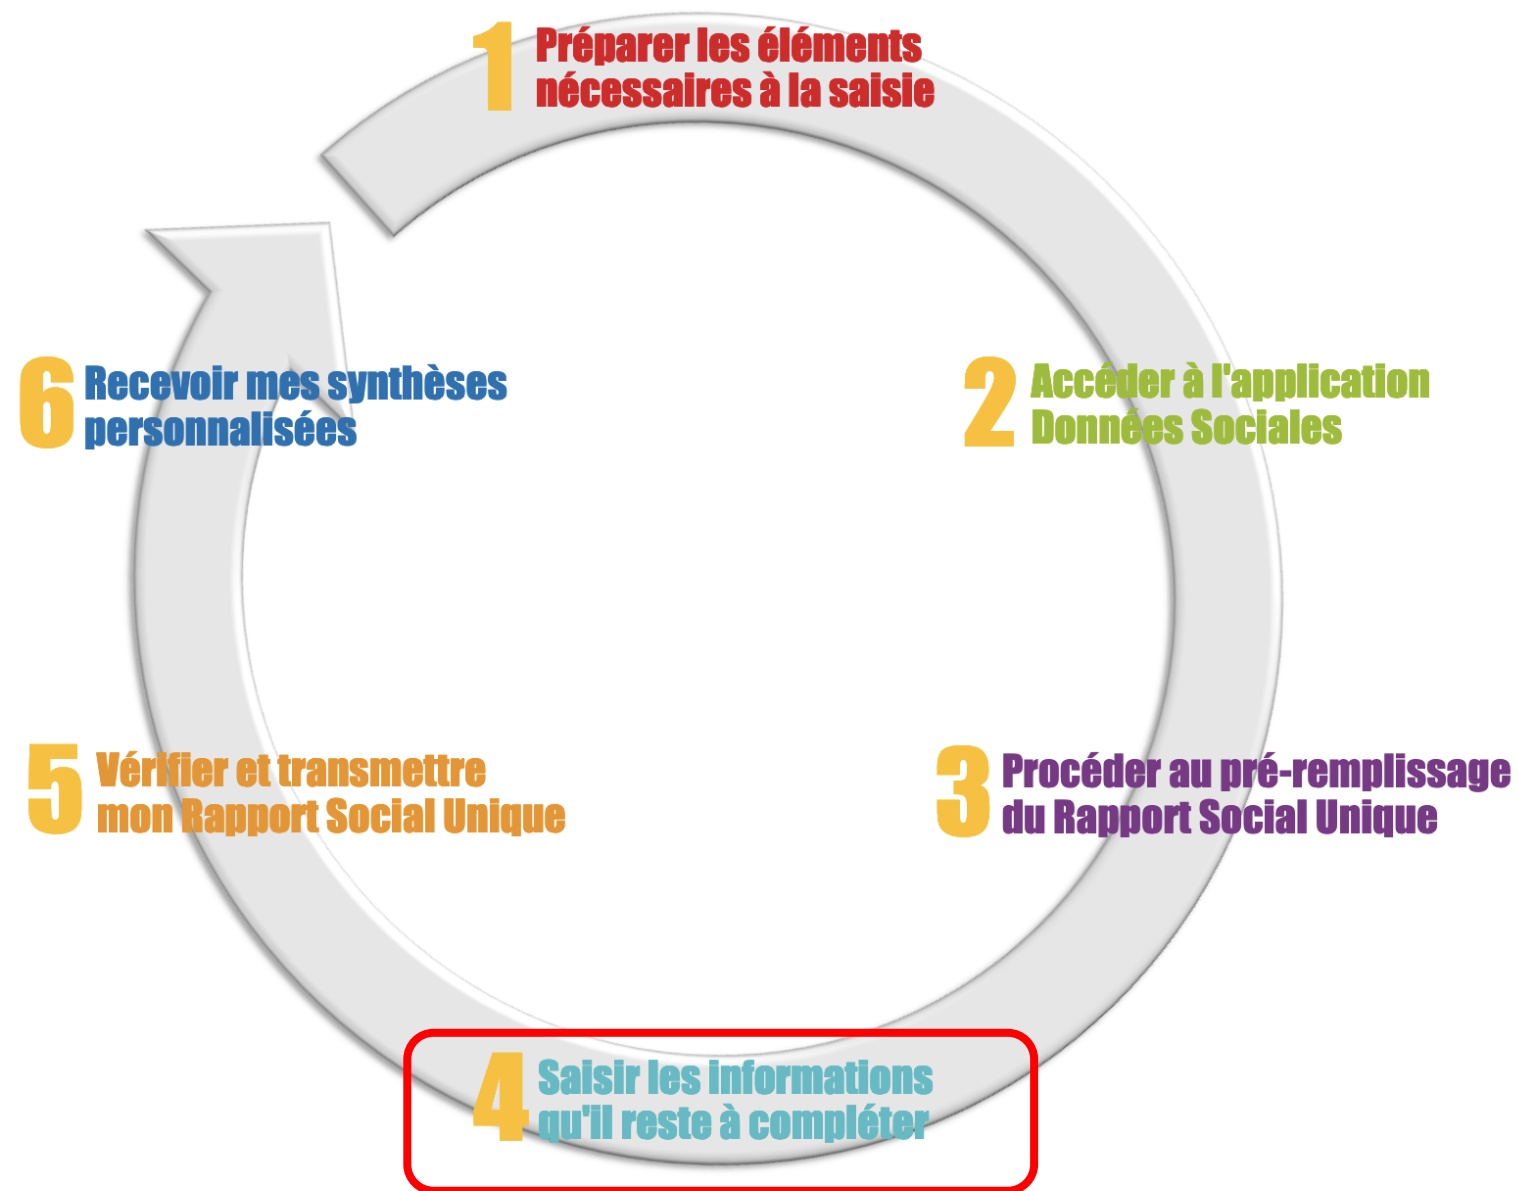 1 Préparer les éléments
nécessaires à la saisie
2 Accéder à l'application
Données Sociales
3 Procéder au pré-remplissage
du Rapport Social Unique
4 Saisir les informations
qu'il reste à compléter
5 Vérifier et transmettre
mon Rapport Social Unique
6 Recevoir mes synthèses
personnalisées